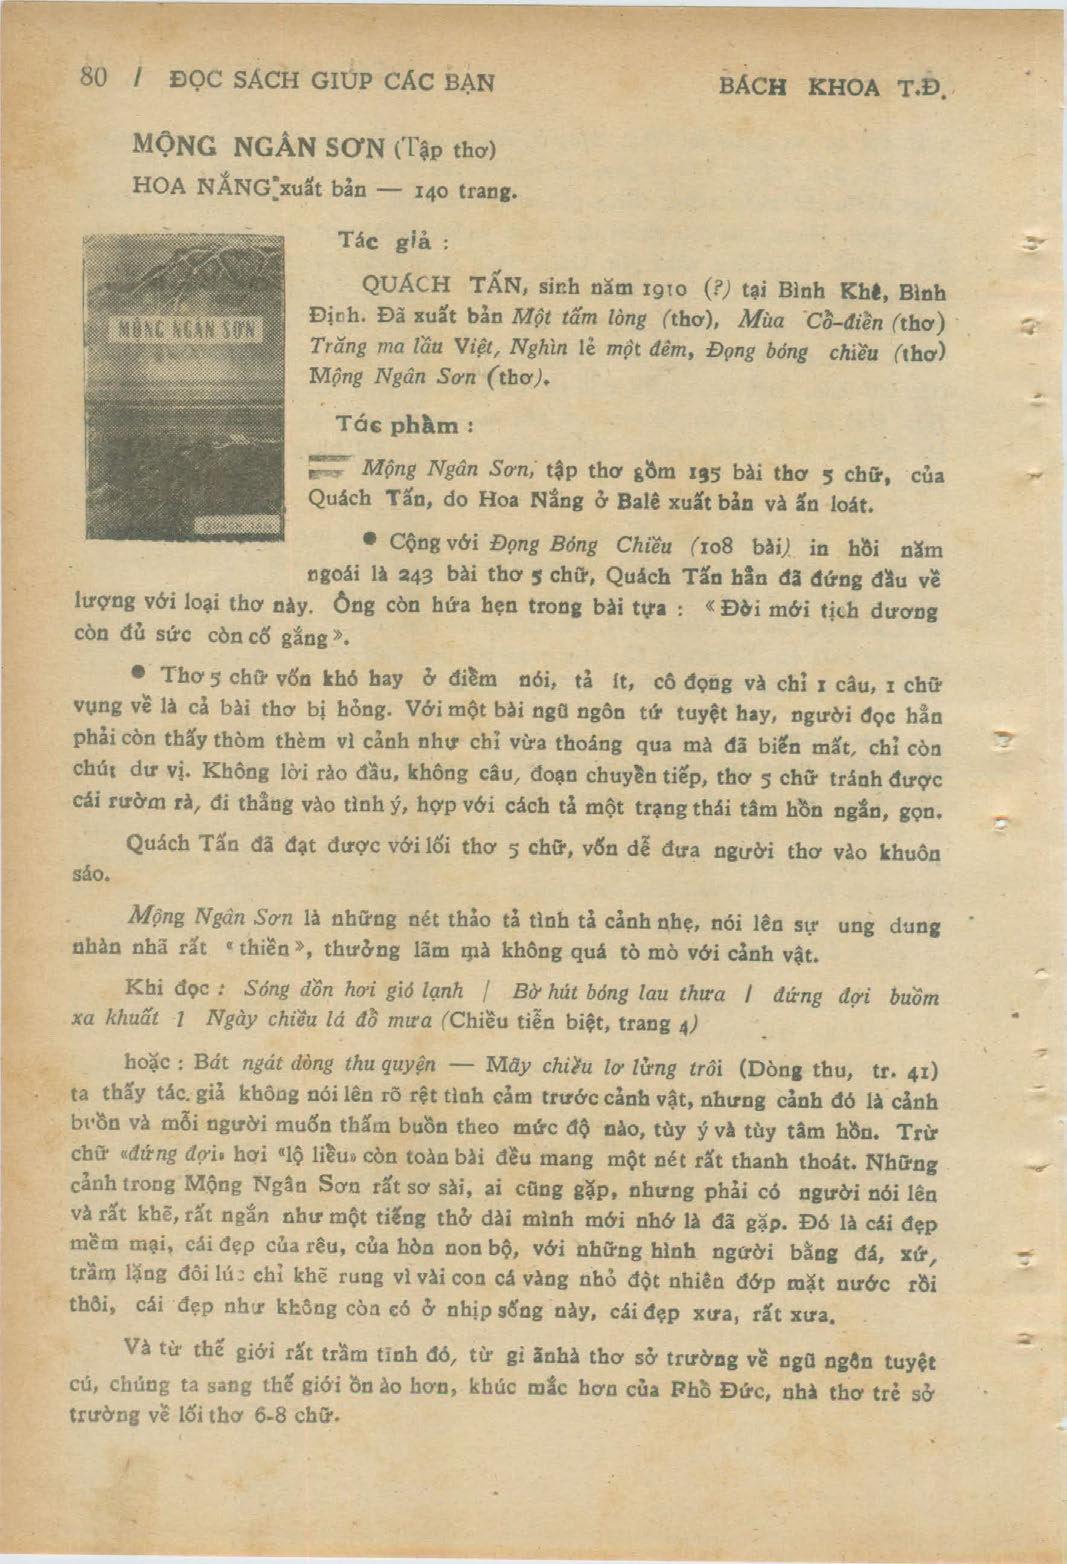 80 / ĐỌC SÁCH GIÚP CÁC BẠN
BÁCH KHOA T.Đ.
MỘNG NGÂN SƠN (Tập thơ)
HOA NẮNG xuất bản — 140 trang.
MỘNG NGÂN SƠN
QUÁCH TẤN
Tác giả :
QUÁCH TẤN, sinh năm 1910 (?) tại Bình Khê, Bình
Định. Đã xuất bản Một tấm lòng (thơ), Mùa Cổ-điển (thơ)
Trăng ma lầu Việt, Nghìn lẻ một đêm, Đọng bóng chiều (thơ)
Mộng Ngân Sơn (thơ).
Tác phẩm :
Mộng Ngân Sơn, tập thơ gồm 135 bài thơ 5 chữ, của
Quách Tấn, do Hoa Nắng ở Balê xuất bản và ấn loát.
● Cộng với Đọng Bóng Chiều (108 bài) in hồi năm
ngoái là 243 bài thơ 5 chữ, Quách Tấn hẳn đã đứng đầu về
lượng với loại thơ này. Ông còn hứa hẹn trong bài tựa : « Đời mới tịch dương
còn đủ sức còn cố gắng ».
● Thơ 5 chữ vốn khó hay ở điểm nói, tả ít, cô đọng và chỉ 1 câu, 1 chữ
vụng về là cả bài thơ bị hỏng. Với một bài ngũ ngôn tứ tuyệt hay, người đọc hẳn
phải còn thấy thòm thèm vì cảnh như chỉ vừa thoáng qua mà đã biến mất, chỉ còn
chút dư vị. Không lời rào đầu, không câu, đoạn chuyển tiếp, thơ 5 chữ tránh được
cái rườm rà, đi thẳng vào tình ý, hợp với cách tả một trạng thái tâm hồn ngắn, gọn.
Quách Tấn đã đạt được với lối thơ 5 chữ, vốn dễ đưa người thơ vào khuôn
sáo.
Mộng Ngân Sơn là những nét thảo tả tình tả cảnh nhẹ, nói lên sự ung dung
nhàn nhã rất « thiền », thưởng lãm mà không quá tò mò với cảnh vật.
Khi đọc : Sóng dồn hơi gió lạnh / Bờ hút bóng lau thưa / đứng đợi buồm
xa khuất / Ngày chiều lá đổ mưa (Chiều tiễn biệt, trang 4)
hoặc : Bát ngát dòng thu quyện — Mây chiều lơ lửng trôi (Dòng thu, tr. 41)
ta thấy tác giả không nói lên rõ rệt tình cảm trước cảnh vật, nhưng cảnh đó là cảnh
buồn và mỗi người muốn thấm buồn theo mức độ nào, tùy ý và tùy tâm hồn. Trừ
chữ «đứng đợi» hơi "lộ liễu» còn toàn bài đều mang một nét rất thanh thoát. Những
cảnh trong Mộng Ngân Sơn rất sơ sài, ai cũng gặp, nhưng phải có người nói lên
và rất khẽ, rất ngắn như một tiếng thở dài mình mới nhớ là đã gặp. Đó là cái đẹp
mềm mại, cái đẹp của rêu, của hòn non bộ, với những hình người bằng đá, xứ,
trầm lặng đôi lúc chỉ khẽ rung vì vài con cá vàng nhỏ đột nhiên đớp mặt nước rồi
thôi, cái đẹp như không còn có ở nhịp sống này, cái đẹp xưa, rất xưa.
Và từ thế giới rất trầm tĩnh đó, từ gi ãnhà thơ sở trường về ngũ ngôn tuyệt
cú, chúng ta sang thế giới ồn ào hơn, khúc mắc hơn của Phổ Đức, nhà thơ trẻ sở
trường về lối thơ 6-8 chữ.